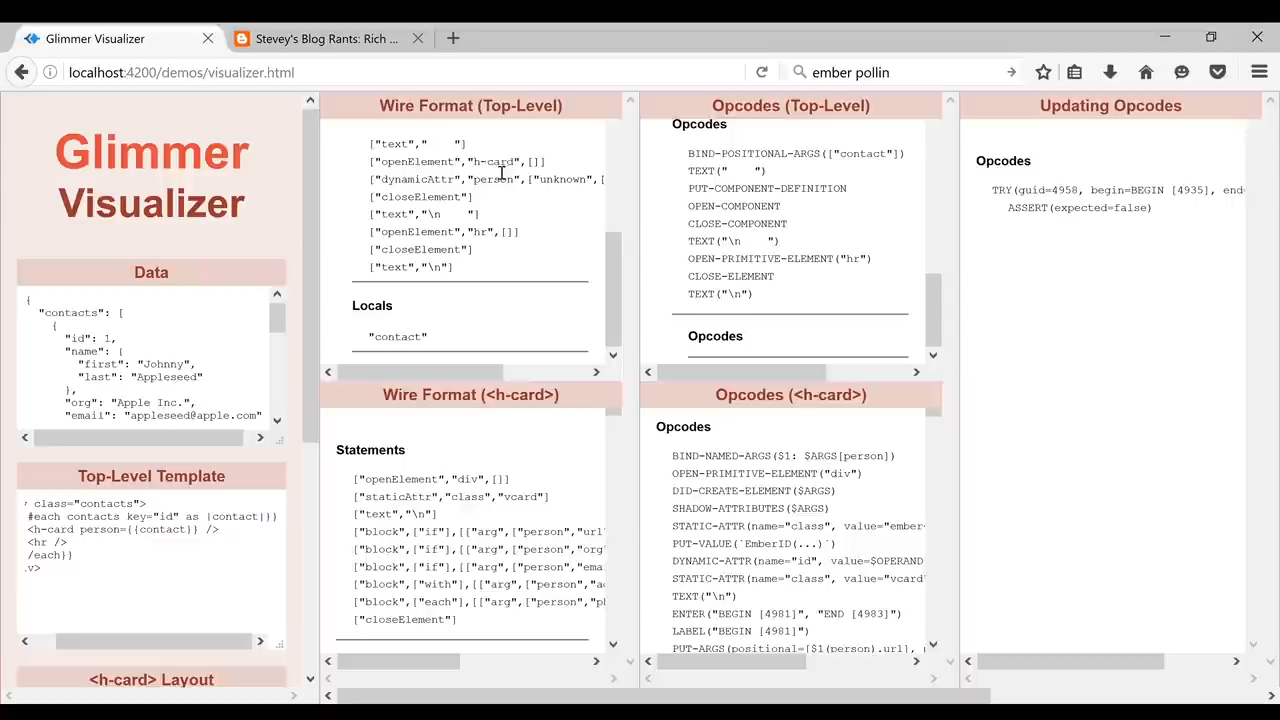 Glimmer Visualizer
Stevey's Blog Rants: Rich ...
localhost:4200/demos/visualizer.html
ember pollin
Glimmer
Visualizer
Data
{
"contacts": [
{
"id": 1,
"name": {
"first": "Johnny",
"last": "Appleseed"
},
"org": "Apple Inc.",
"email": "appleseed@apple.com"
Top-Level Template
class="contacts">
#each contacts key="id" as |contact|}}
<h-card person={{contact}} />
<hr />
/each}}
.v>
<h-card> Layout
Wire Format (Top-Level)
["text","    "]
["openElement","h-card",[]]
["dynamicAttr","person",["unknown",[
["closeElement"]
["text","\n    "]
["openElement","hr",[]]
["closeElement"]
["text","\n"]
Locals
"contact"
Wire Format (<h-card>)
Statements
["openElement","div",[]]
["staticAttr","class","vcard"]
["text","\n"]
["block",["if"],[["arg",["person","url
["block",["if"],[["arg",["person","org
["block",["if"],[["arg",["person","ema
["block",["with"],[["arg",["person","ad
["block",["each"],[["arg",["person","ph
["closeElement"]
Opcodes (Top-Level)
Opcodes
BIND-POSITIONAL-ARGS(["contact"])
TEXT("    ")
PUT-COMPONENT-DEFINITION
OPEN-COMPONENT
CLOSE-COMPONENT
TEXT("\n    ")
OPEN-PRIMITIVE-ELEMENT("hr")
CLOSE-ELEMENT
TEXT("\n")
Opcodes
Opcodes (<h-card>)
Opcodes
BIND-NAMED-ARGS($1: $ARGS[person])
OPEN-PRIMITIVE-ELEMENT("div")
DID-CREATE-ELEMENT($ARGS)
SHADOW-ATTRIBUTES($ARGS)
STATIC-ATTR(name="class", value="ember-
PUT-VALUE(`EmberID(...)`)
DYNAMIC-ATTR(name="id", value=$OPERAND
STATIC-ATTR(name="class", value="vcard
TEXT("\n")
ENTER("BEGIN [4981]", "END [4983]")
LABEL("BEGIN [4981]")
PUT-ARGS(positional=[$1(person).url],
Updating Opcodes
Opcodes
TRY(guid=4958, begin=BEGIN [4935], end=
ASSERT(expected=false)